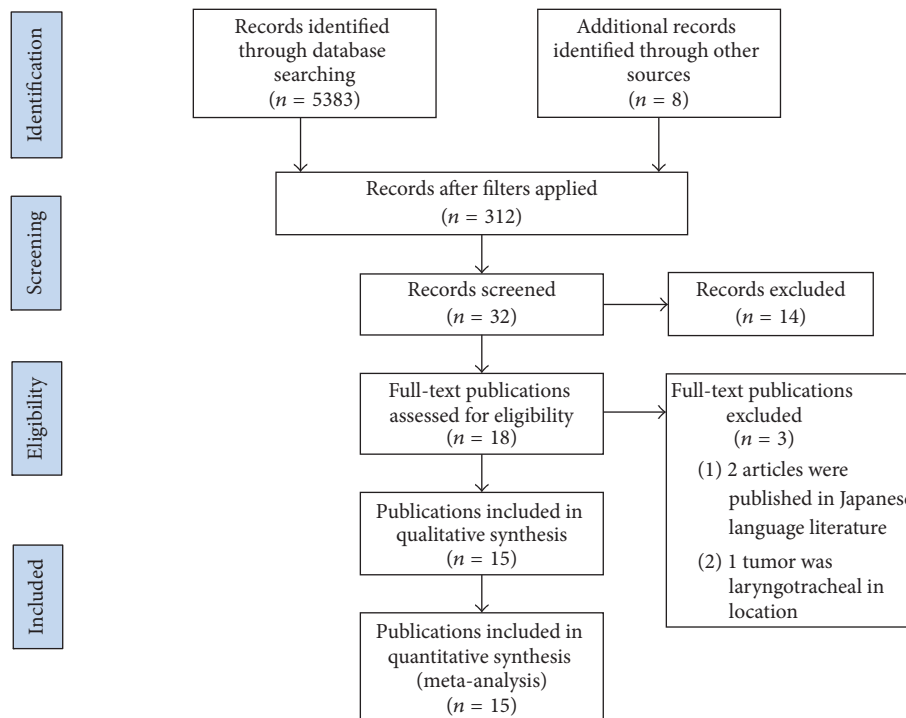 Identification
Records identified
through database
searching
(n = 5383)
Additional records
identified through other
sources
(n = 8)
Records after filters applied
(n = 312)
Screening
Records screened
(n = 32)
Records excluded
(n = 14)
Eligibility
Full-text publications
assessed for eligibility
(n = 18)
Full-text publications
excluded
(n = 3)
(1) 2 articles were
published in Japanese
language literature
(2) 1 tumor was
laryngotracheal in
location
Included
Publications included in
qualitative synthesis
(n = 15)
Publications included in
quantitative synthesis
(meta-analysis)
(n = 15)